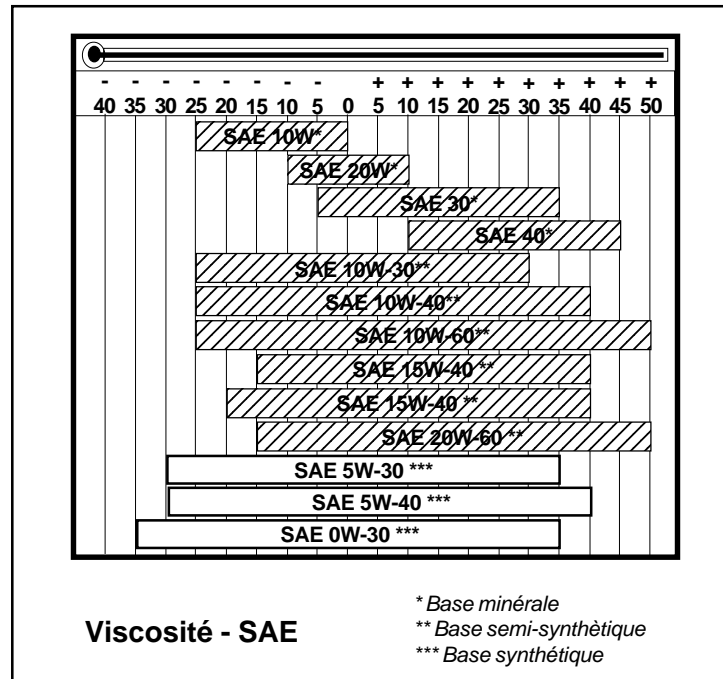 - - - - - - - - + + + + + + + + + +
40 35 30 25 20 15 10 5 0 5 10 15 20 25 30 35 40 45 50
SAE 10W*
SAE 20W*
SAE 30*
SAE 40*
SAE 10W-30**
SAE 10W-40**
SAE 10W-60**
SAE 15W-40 **
SAE 15W-40 **
SAE 20W-60 **
SAE 5W-30 ***
SAE 5W-40 ***
SAE 0W-30 ***
Viscosité - SAE
* Base minérale
** Base semi-synthètique
*** Base synthétique